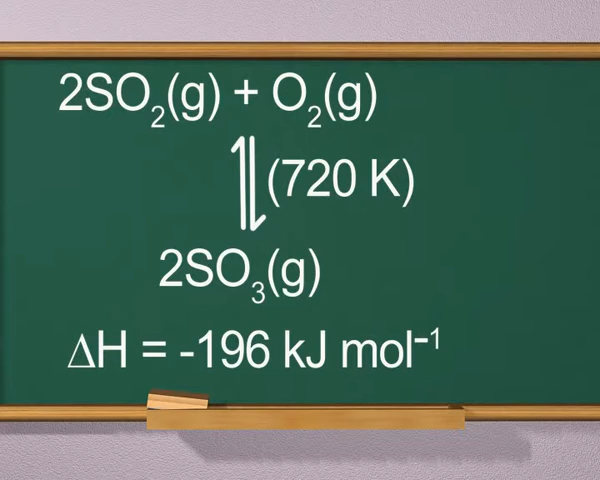 2SO₂(g) + O₂(g)
⇌ (720 K)
2SO₃(g)
ΔH = -196 kJ mol⁻¹